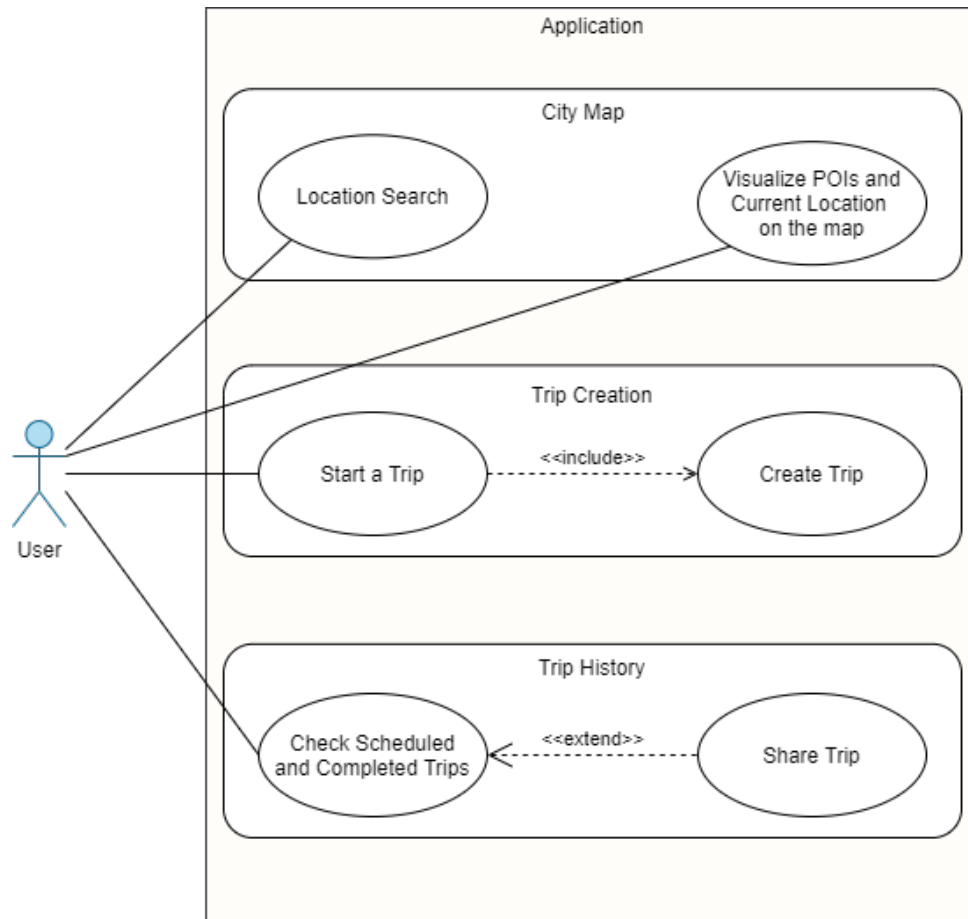 Application
City Map
Location Search
Visualize POIs and
Current Location
on the map
Trip Creation
Start a Trip
<<include>>
Create Trip
User
Trip History
Check Scheduled
and Completed Trips
<<extend>>
Share Trip